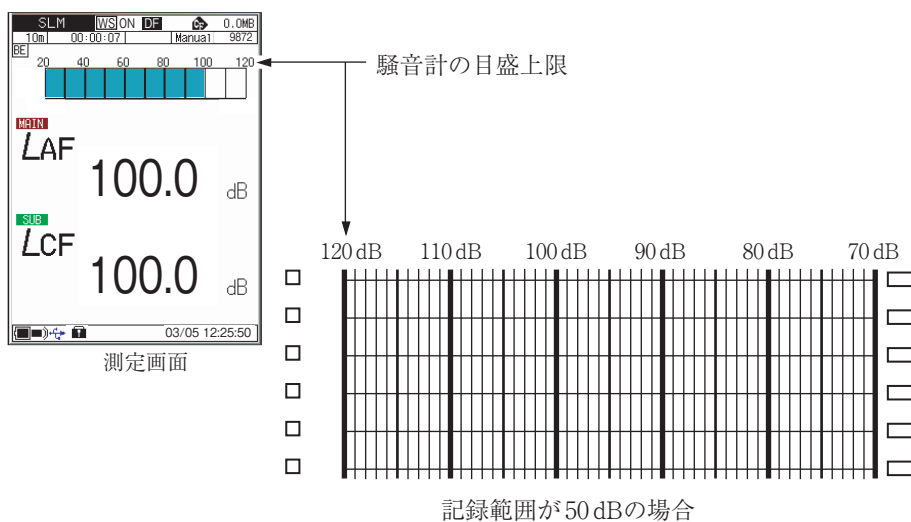 SLM WS ON DF CF 0.0MB
10m 00:00:07 Manual 9872
BE
20 40 60 80 100 120
騒音計の目盛上限
MAIN
LAF
100.0 dB
SUB
LCF
100.0 dB
03/05 12:25:50
測定画面
120 dB 110 dB 100 dB 90 dB 80 dB 70 dB
記録範囲が50 dBの場合